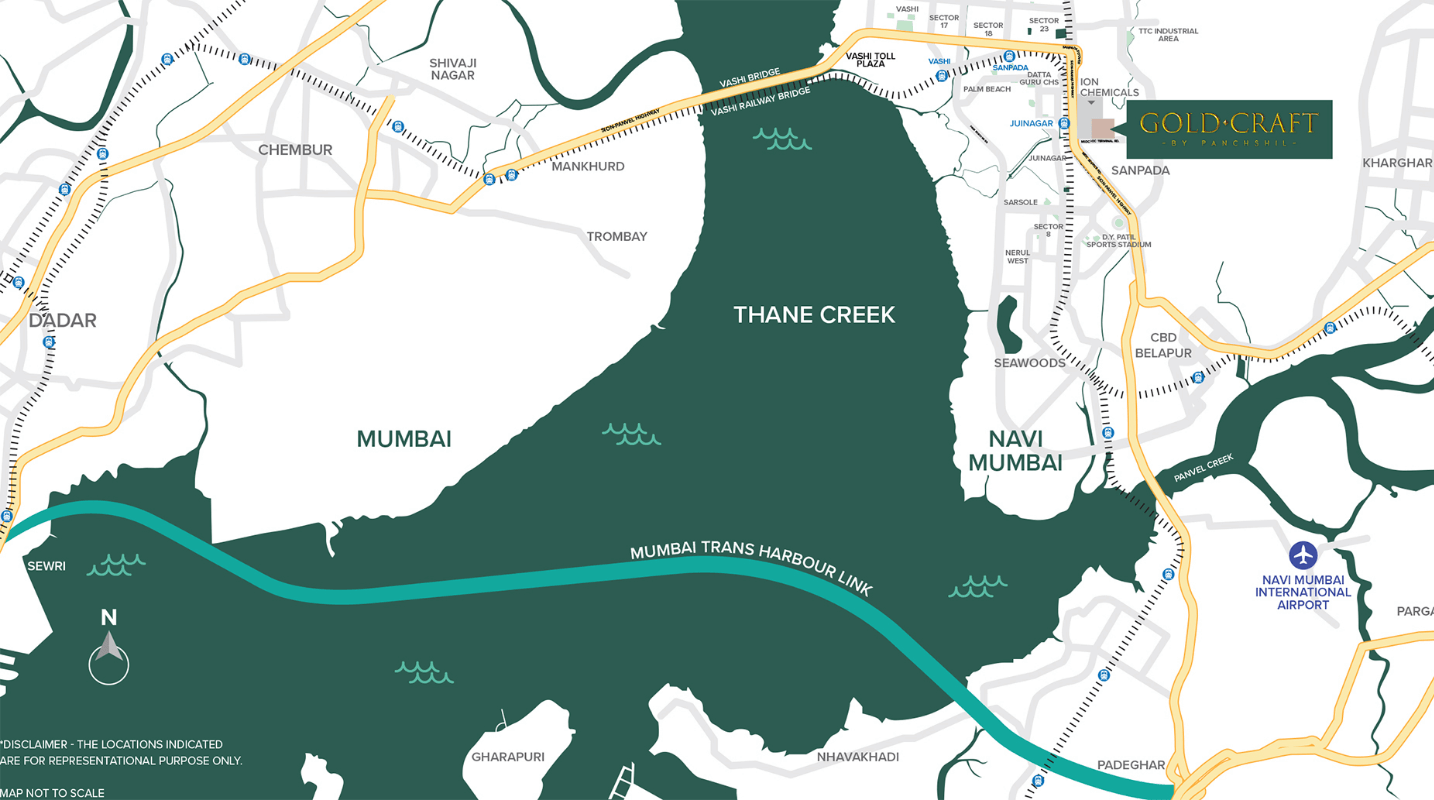 VASHI
SECTOR
17
SECTOR
18
SECTOR
23
TTC INDUSTRIAL
AREA
SHIVAJI
NAGAR
VASHI TOLL
PLAZA
VASHI
SANPADA
DATTA
GURU CHS
PALM BEACH
ION
CHEMICALS
VASHI BRIDGE
VASHI RAILWAY BRIDGE
SION-PANVEL HIGHWAY
JUINAGAR
GOLD CRAFT
-BY PANCHSHIL-
CHEMBUR
MANKHURD
JUINAGAR
SANPADA
KHARGHAR
SION-PANVEL HIGHWAY
SARSOLE
TROMBAY
SECTOR
8
D.Y. PATIL
SPORTS STADIUM
NERUL
WEST
THANE CREEK
DADAR
CBD
BELAPUR
SEAWOODS
MUMBAI
NAVI
MUMBAI
PANVEL CREEK
MUMBAI TRANS HARBOUR LINK
SEWRI
NAVI MUMBAI
INTERNATIONAL
AIRPORT
N
PARGA
*DISCLAIMER - THE LOCATIONS INDICATED
ARE FOR REPRESENTATIONAL PURPOSE ONLY.
GHARAPURI
NHAVAKHADI
PADEGHAR
MAP NOT TO SCALE